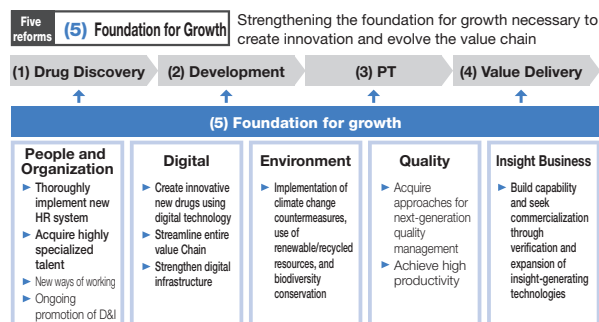 Five
reforms
(5) Foundation for Growth
Strengthening the foundation for growth necessary to
create innovation and evolve the value chain
(1) Drug Discovery
(2) Development
(3) PT
(4) Value Delivery
(5) Foundation for growth
People and
Organization
► Thoroughly
implement new
HR system
► Acquire highly
specialized
talent
► New ways of working
► Ongoing
promotion of D&I
Digital
► Create innovative
new drugs using
digital technology
► Streamline entire
value Chain
► Strengthen digital
infrastructure
Environment
► Implementation of
climate change
countermeasures,
use of
renewable/recycled
resources, and
biodiversity
conservation
Quality
► Acquire
approaches for
next-generation
quality
management
► Achieve high
productivity
Insight Business
► Build capability
and seek
commercialization
through
verification and
expansion of
insight-generating
technologies